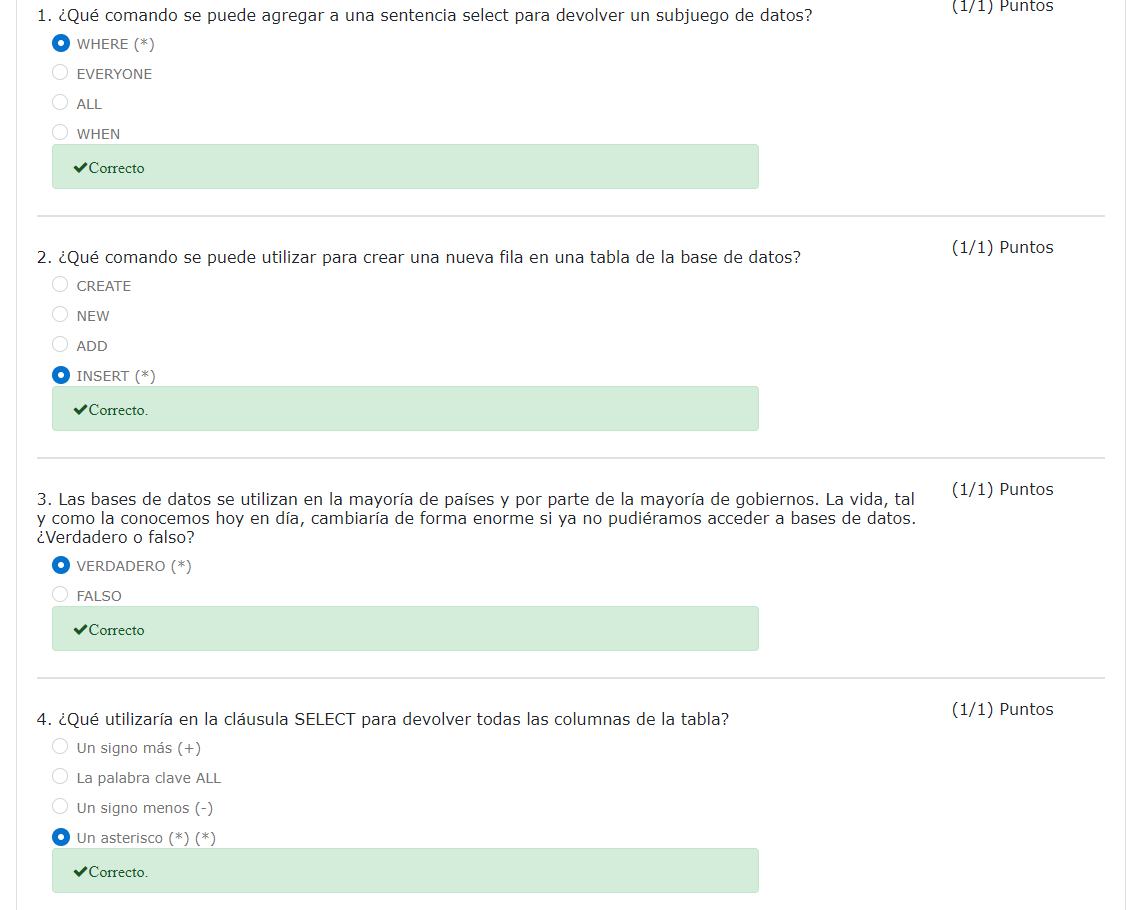 1. ¿Qué comando se puede agregar a una sentencia select para devolver un subjuego de datos?
(1/1) Puntos
WHERE (*)
EVERYONE
ALL
WHEN
✔Correcto
2. ¿Qué comando se puede utilizar para crear una nueva fila en una tabla de la base de datos?
(1/1) Puntos
CREATE
NEW
ADD
INSERT (*)
✔Correcto.
3. Las bases de datos se utilizan en la mayoría de países y por parte de la mayoría de gobiernos. La vida, tal
y como la conocemos hoy en día, cambiaría de forma enorme si ya no pudiéramos acceder a bases de datos.
¿Verdadero o falso?
(1/1) Puntos
VERDADERO (*)
FALSO
✔Correcto
4. ¿Qué utilizaría en la cláusula SELECT para devolver todas las columnas de la tabla?
(1/1) Puntos
Un signo más (+)
La palabra clave ALL
Un signo menos (-)
Un asterisco (*) (*)
✔Correcto.